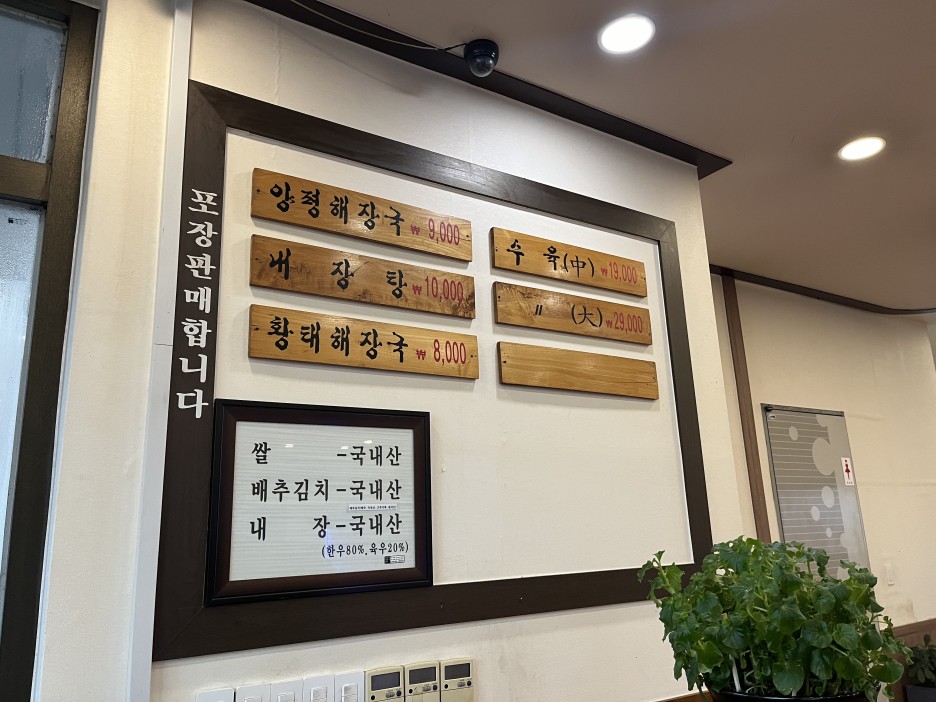 포장판매합니다
양평해장국 ₩ 9,000
내 장 탕 ₩10,000
황태해장국 ₩ 8,000
수 육(中) ₩19,000
〃 (大) ₩29,000
쌀 -국내산
배추김치-국내산
내 장-국내산
(한우80%.육우20%)